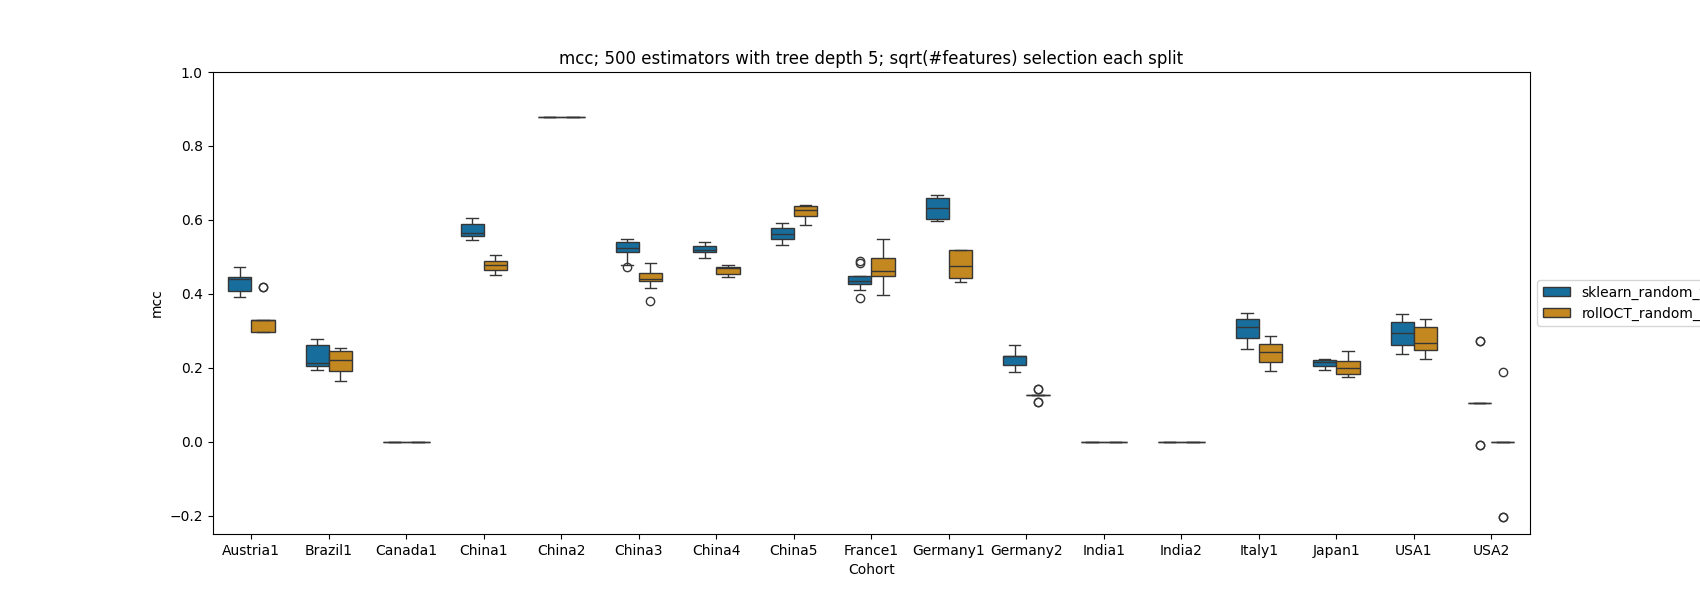 mcc; 500 estimators with tree depth 5; sqrt(#features) selection each split
1.0
0.8
0.6
0.4
0.2
0.0
−0.2
mcc
Austria1 Brazil1 Canada1 China1 China2 China3 China4 China5 France1 Germany1 Germany2 India1 India2 Italy1 Japan1 USA1 USA2
Cohort
sklearn_random_
rollOCT_random_